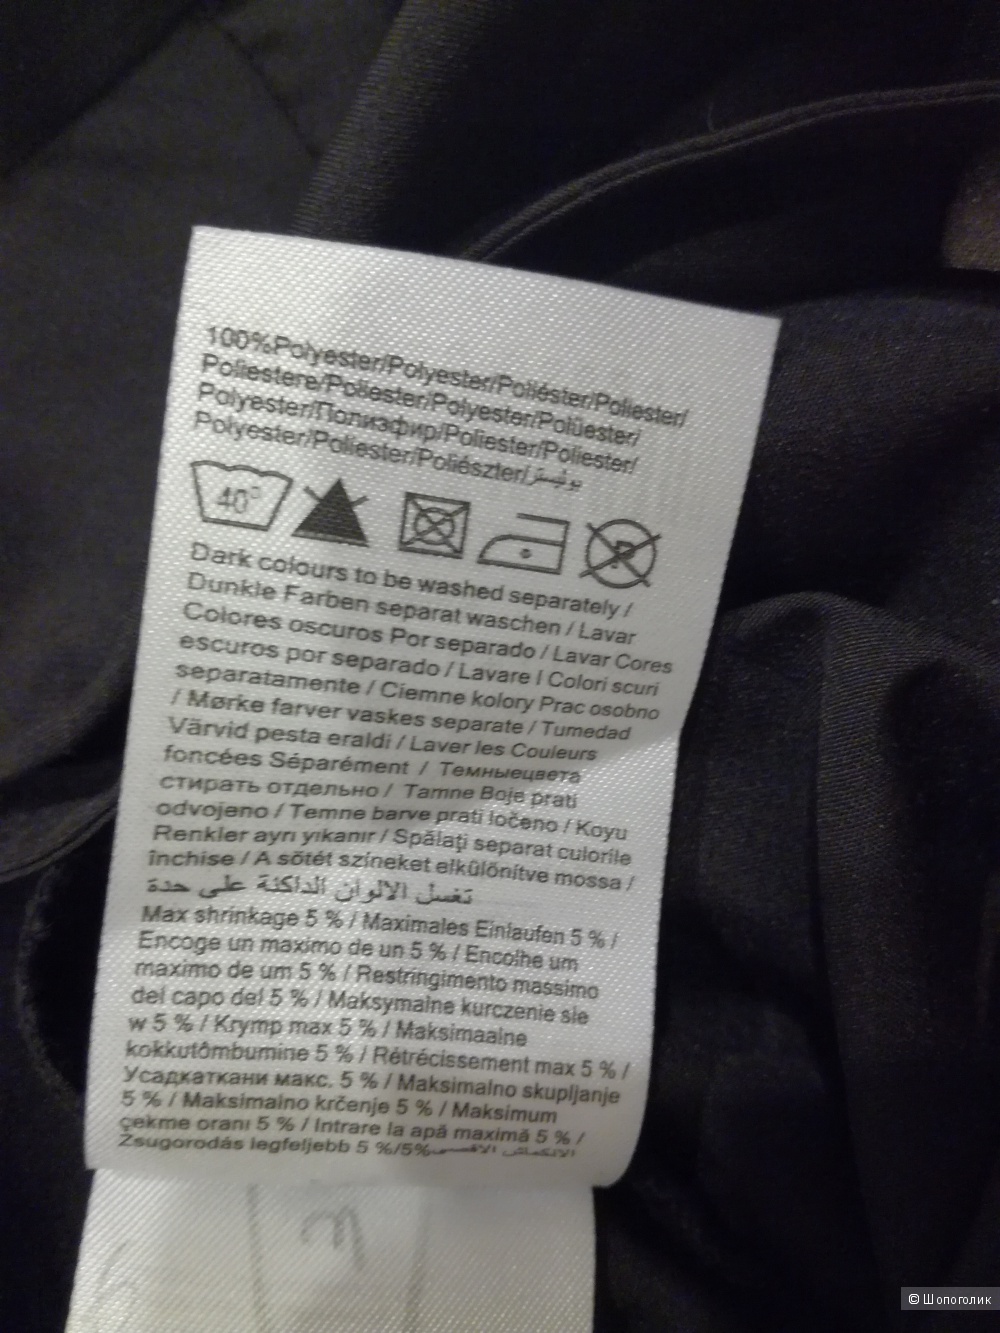 100%Polyester/Polyester/Poliéster/Poliester/
Poliestere/Poliester/Polyester/Polüester/
Polyester/Полиэфир/Poliester/Poliester/
Polyester/Poliester/Poliészter/بوليستر
40°
P
Dark colours to be washed separately /
Dunkle Farben separat waschen / Lavar
Colores oscuros Por separado / Lavar Cores
escuros por separado / Lavare I Colori scuri
separatamente / Ciemne kolory Prac osobno
/ Mørke farver vaskes separate / Tumedad
Värvid pesta eraldi / Laver les Couleurs
foncées Séparément / Темныецвета
стирать отдельно / Tamne Boje prati
odvojeno / Temne barve prati ločeno / Koyu
Renkler ayrı yıkanır / Spălaţi separat culorile
închise / A sötét színeket elkülönítve mossa /
تغسل الالوان الداكنة على حدة
Max shrinkage 5 % / Maximales Einlaufen 5 % /
Encoge un maximo de un 5 % / Encolhe um
maximo de um 5 % / Restringimento massimo
del capo del 5 % / Maksymalne kurczenie sie
w 5 % / Krymp max 5 % / Maksimaalne
kokkutômbumine 5 % / Rétrécissement max 5 % /
Усадкаткани макс. 5 % / Maksimalno skupljanje
5 % / Maksimalno krčenje 5 % / Maksimum
çekme oranı 5 % / Intrare la apă maximă 5 % /
Zsugorodás legfeljebb 5 %/5%الانكماش الاقصى
© Шопоголик